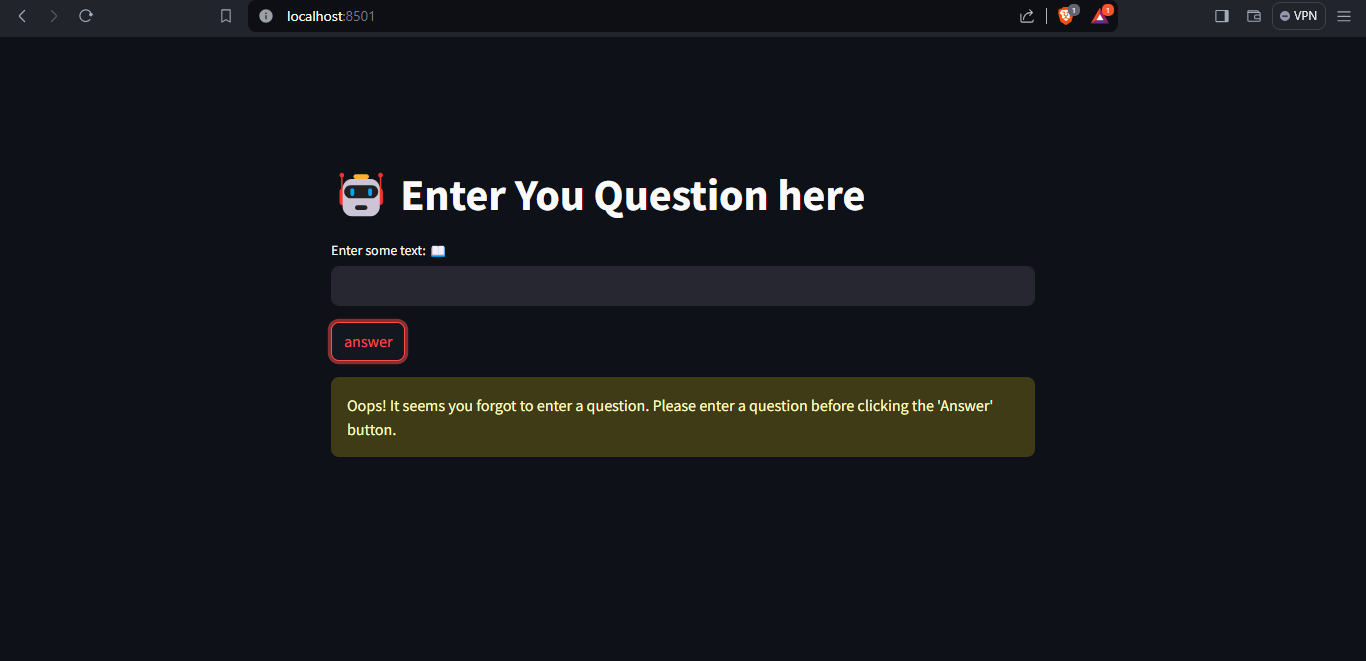 localhost:8501
1
1
VPN
Enter You Question here
Enter some text:
answer
Oops! It seems you forgot to enter a question. Please enter a question before clicking the 'Answer'
button.